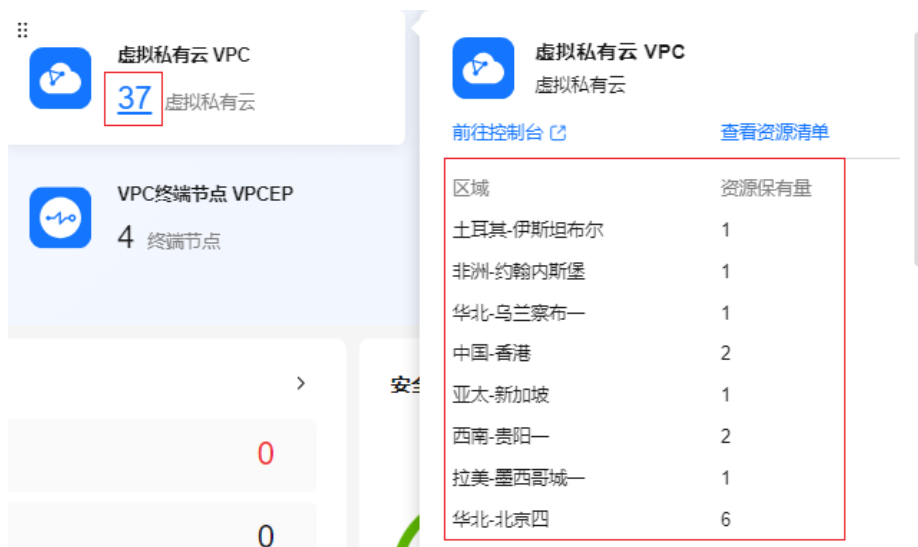 虚拟私有云 VPC
37 虚拟私有云
VPC终端节点 VPCEP
4 终端节点
0
0
虚拟私有云 VPC
虚拟私有云
前往控制台 查看资源清单
区域 资源保有量
土耳其-伊斯坦布尔 1
非洲-约翰内斯堡 1
华北-乌兰察布一 1
中国-香港 2
亚太-新加坡 1
西南-贵阳一 2
拉美-墨西哥城一 1
华北-北京四 6
安